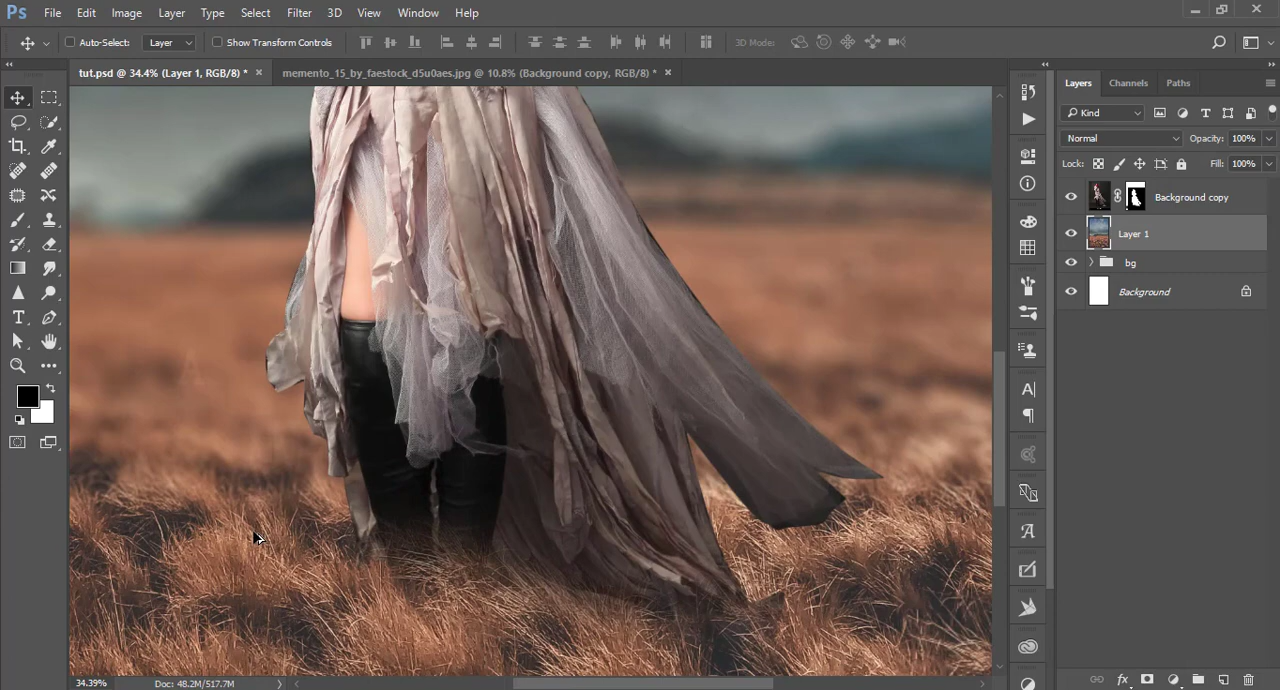 Ps File Edit Image Layer Type Select Filter 3D View Window Help
Auto-Select: Layer Show Transform Controls 3D Mode:
tut.psd @ 34.4% (Layer 1, RGB/8) * × memento_15_by_faestock_d5u0aes.jpg @ 10.8% (Background copy, RGB/8) * ×
Layers Channels Paths
Kind
Normal Opacity: 100%
Lock: Fill: 100%
Background copy
Layer 1
bg
Background
34.39% Doc: 48.2M/517.7M